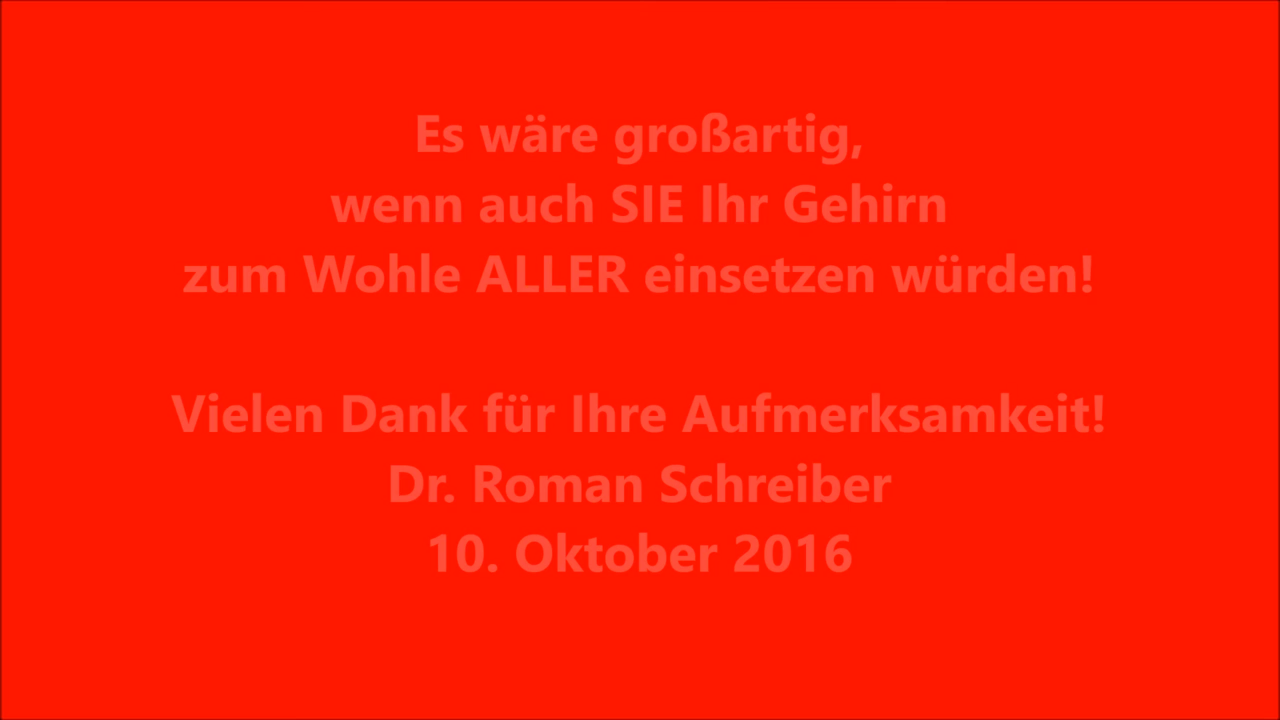 Es wäre großartig,
wenn auch SIE Ihr Gehirn
zum Wohle ALLER einsetzen würden!
Vielen Dank für Ihre Aufmerksamkeit!
Dr. Roman Schreiber
10. Oktober 2016